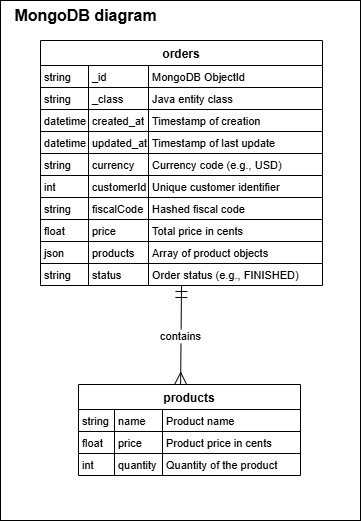 MongoDB diagram
orders
string _id MongoDB ObjectId
string _class Java entity class
datetime created_at Timestamp of creation
datetime updated_at Timestamp of last update
string currency Currency code (e.g., USD)
int customerId Unique customer identifier
string fiscalCode Hashed fiscal code
float price Total price in cents
json products Array of product objects
string status Order status (e.g., FINISHED)
contains
products
string name Product name
float price Product price in cents
int quantity Quantity of the product